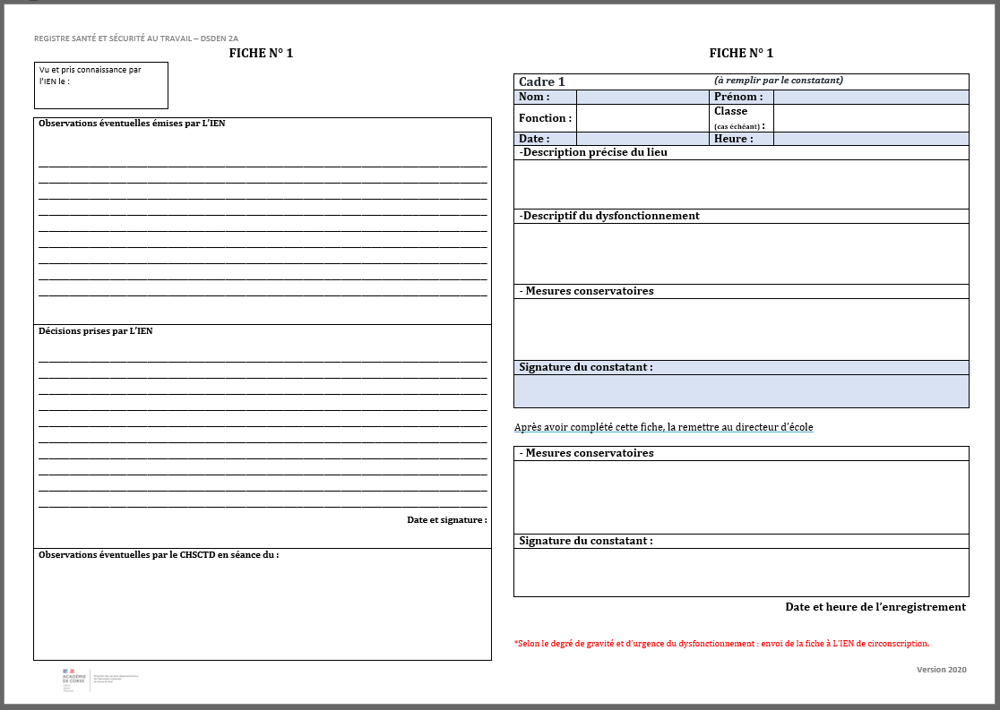 REGISTRE SANTÉ ET SÉCURITÉ AU TRAVAIL – DSDEN 2A
FICHE N° 1
Vu et pris connaissance par
l’IEN le :
Observations éventuelles émises par L’IEN
Décisions prises par L’IEN
Date et signature :
Observations éventuelles par le CHSCTD en séance du :
ACADÉMIE
DE CORSE
FICHE N° 1
Cadre 1 (à remplir par le constatant)
Nom : Prénom :
Fonction : Classe
(cas échéant) :
Date : Heure :
-Description précise du lieu
-Descriptif du dysfonctionnement
- Mesures conservatoires
Signature du constatant :
Après avoir complété cette fiche, la remettre au directeur d’école
- Mesures conservatoires
Signature du constatant :
Date et heure de l’enregistrement
*Selon le degré de gravité et d’urgence du dysfonctionnement : envoi de la fiche à L’IEN de circonscription.
Version 2020